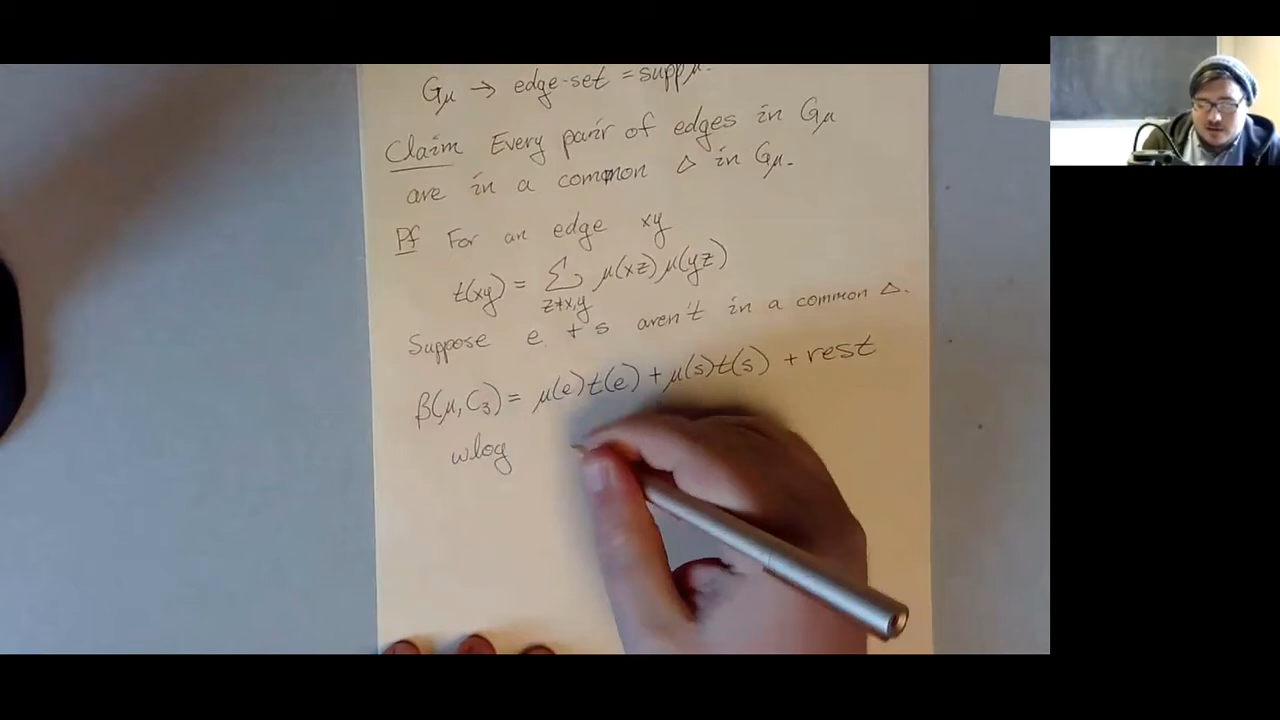 Gμ → edge-set = supp μ.
Claim Every pair of edges in Gμ
are in a common △ in Gμ.
Pf For an edge xy
t(xy) = Σ μ(xz)μ(yz)
z≠x,y
Suppose e + s aren't in a common △.
β(μ, C₃) = μ(e)t(e) + μ(s)t(s) + rest
wlog